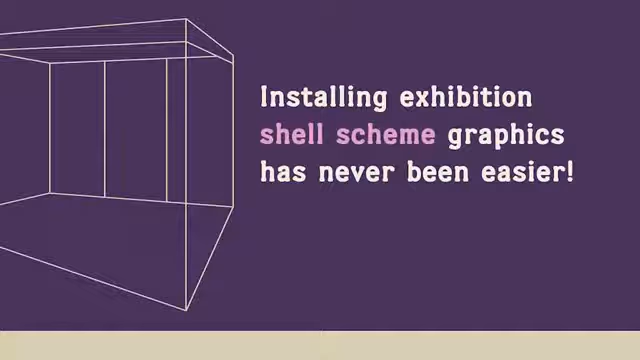 Installing exhibition
shell scheme graphics
has never been easier!